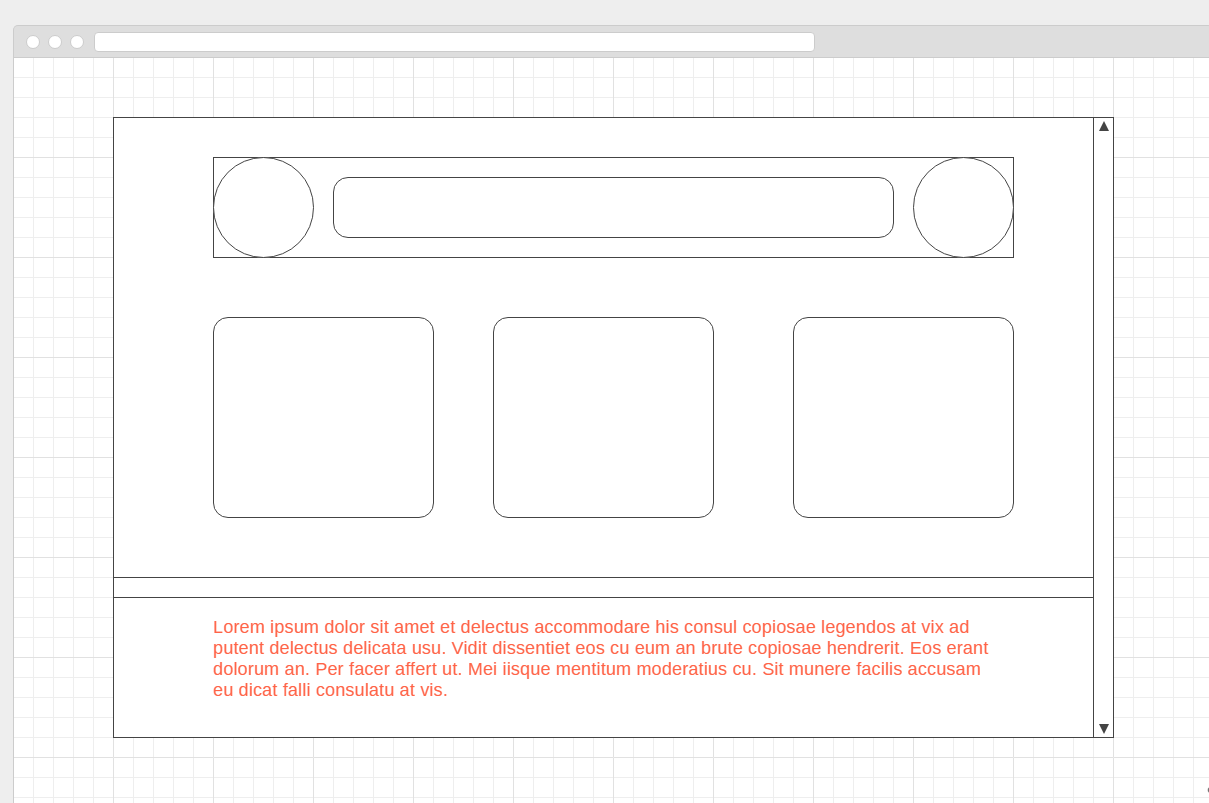 Lorem ipsum dolor sit amet et delectus accommodare his consul copiosae legendos at vix ad
putent delectus delicata usu. Vidit dissentiet eos cu eum an brute copiosae hendrerit. Eos erant
dolorum an. Per facer affert ut. Mei iisque mentitum moderatius cu. Sit munere facilis accusam
eu dicat falli consulatu at vis.